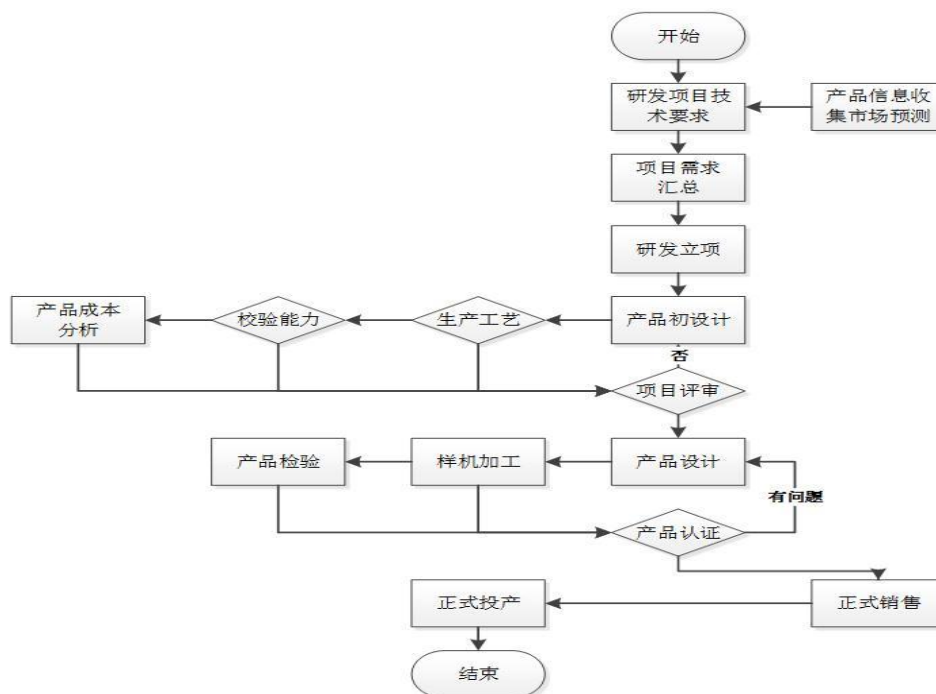 开始
研发项目技
术要求
产品信息收
集市场预测
项目需求
汇总
研发立项
产品成本
分析
校验能力
生产工艺
产品初设计
否
项目评审
产品检验
样机加工
产品设计
有问题
产品认证
正式投产
正式销售
结束